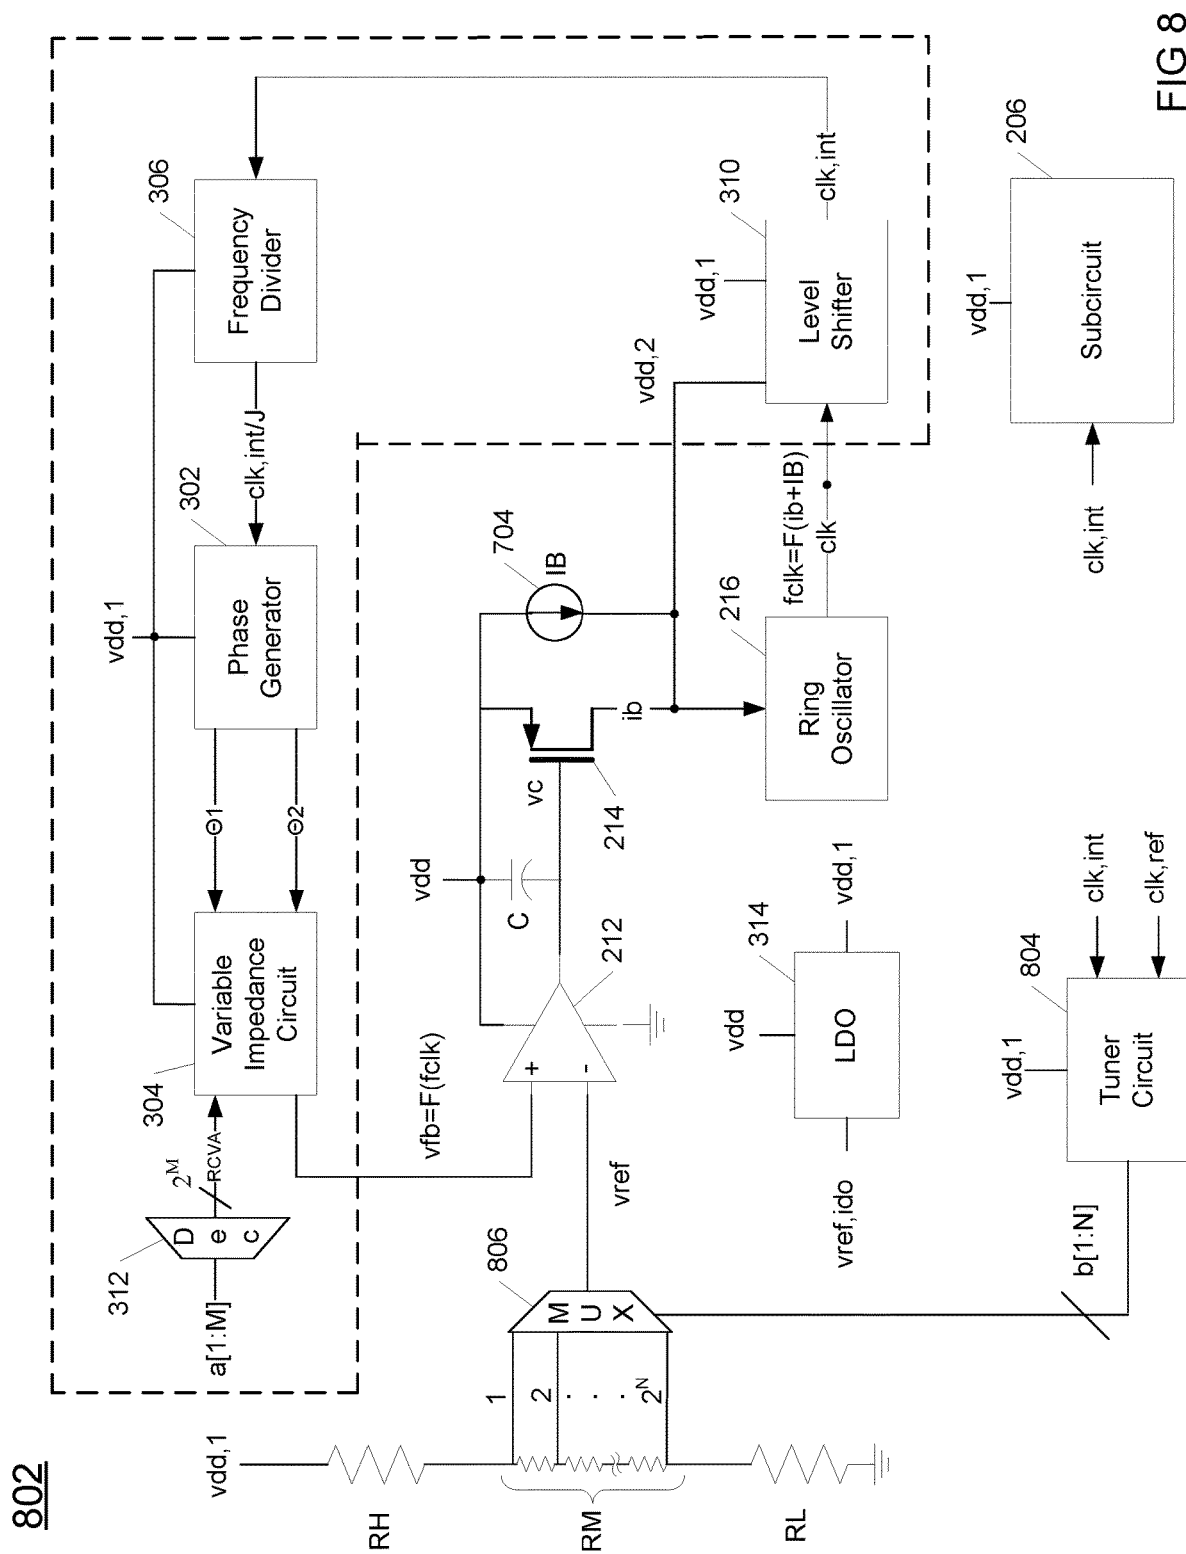 802
a[1:M]
312
D
e
c
2^M
RCVA
304
Variable
Impedance
Circuit
Θ1
Θ2
vdd,1
302
Phase
Generator
clk,int/J
306
Frequency
Divider
vdd,1
RH
RM
RL
1
2
. . .
2^N
806
M
U
X
vref
vfb=F(fclk)
+
-
212
vdd
C
vc
214
ib
704
IB
vdd,2
216
Ring
Oscillator
fclk=F(ib+IB)
clk
vdd,1
310
Level
Shifter
clk,int
vref,ido
vdd
314
LDO
vdd,1
b[1:N]
vdd,1
804
Tuner
Circuit
clk,int
clk,ref
clk,int
vdd,1
206
Subcircuit
FIG 8